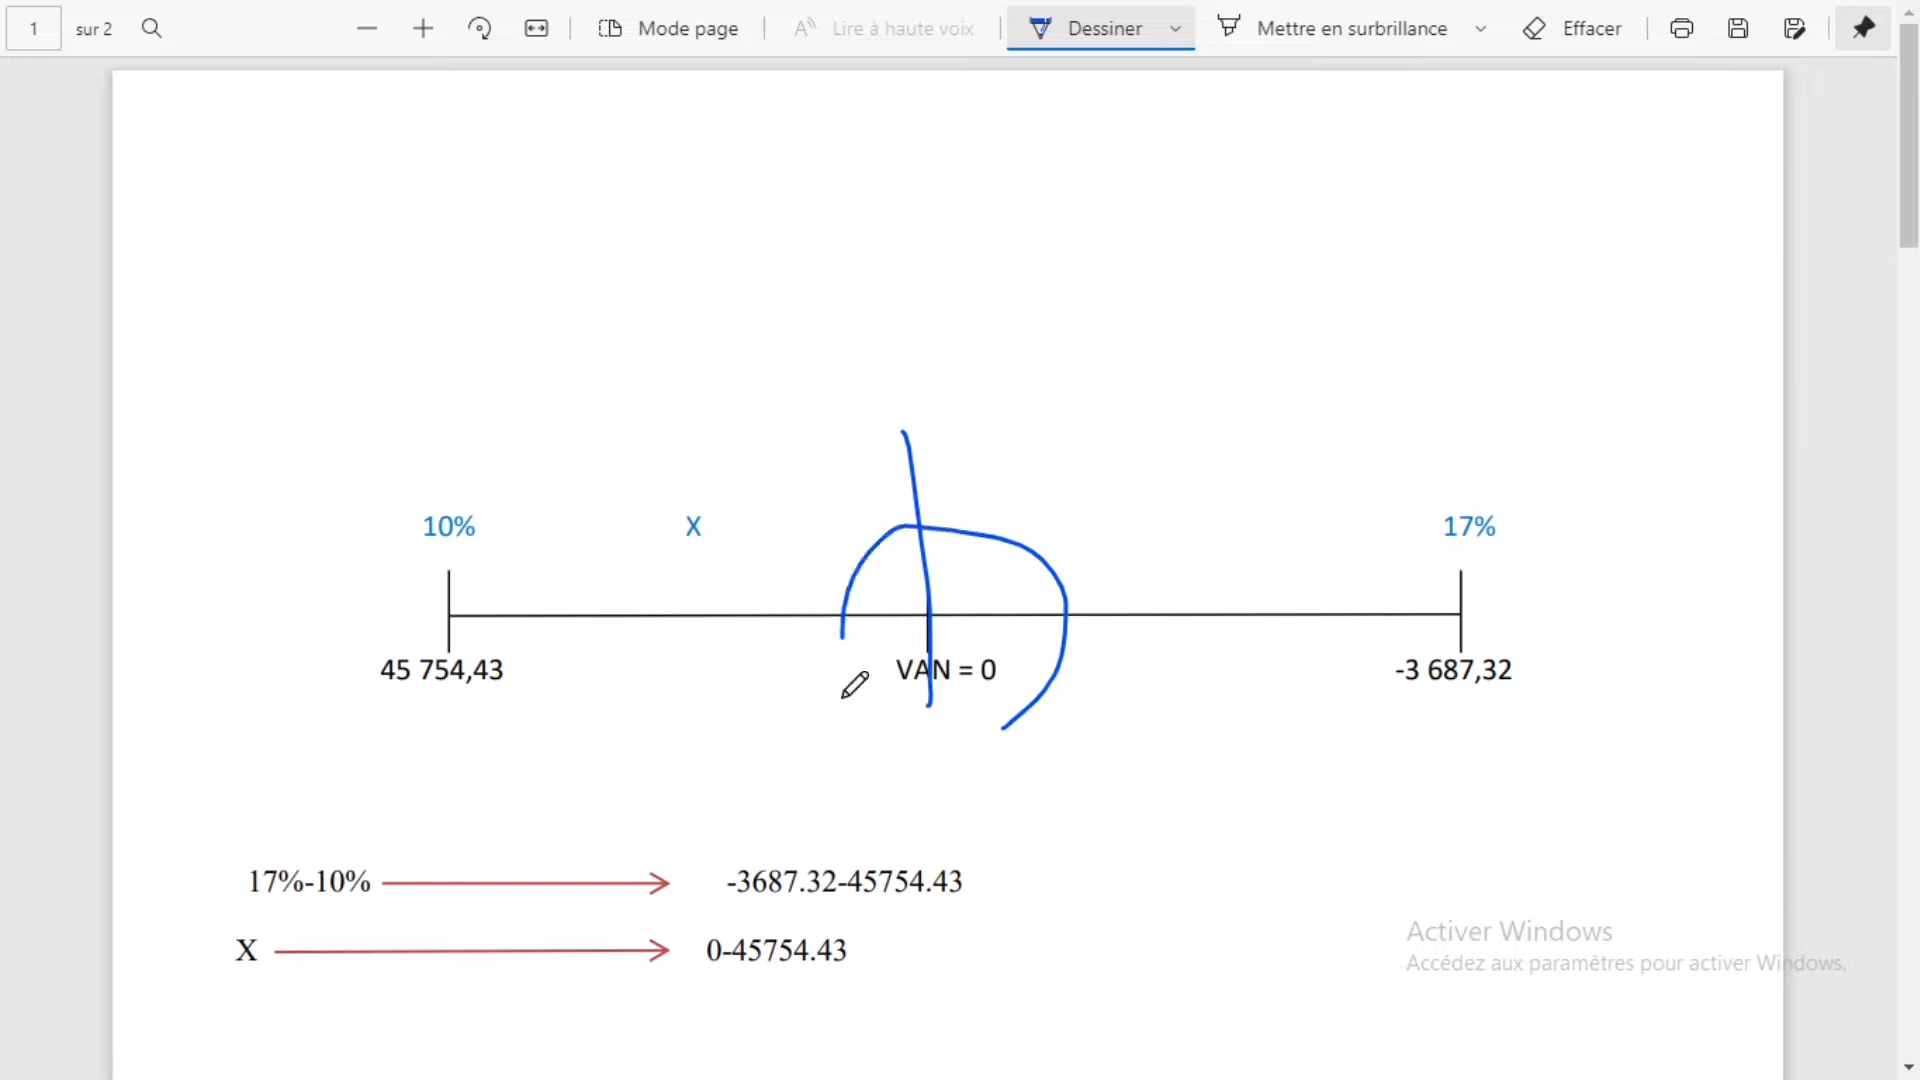 1 sur 2 Mode page Lire à haute voix Dessiner Mettre en surbrillance Effacer
10% X 17%
45 754,43 VAN = 0 -3 687,32
17%-10% -3687.32-45754.43
X 0-45754.43
Activer Windows
Accédez aux paramètres pour activer Windows.